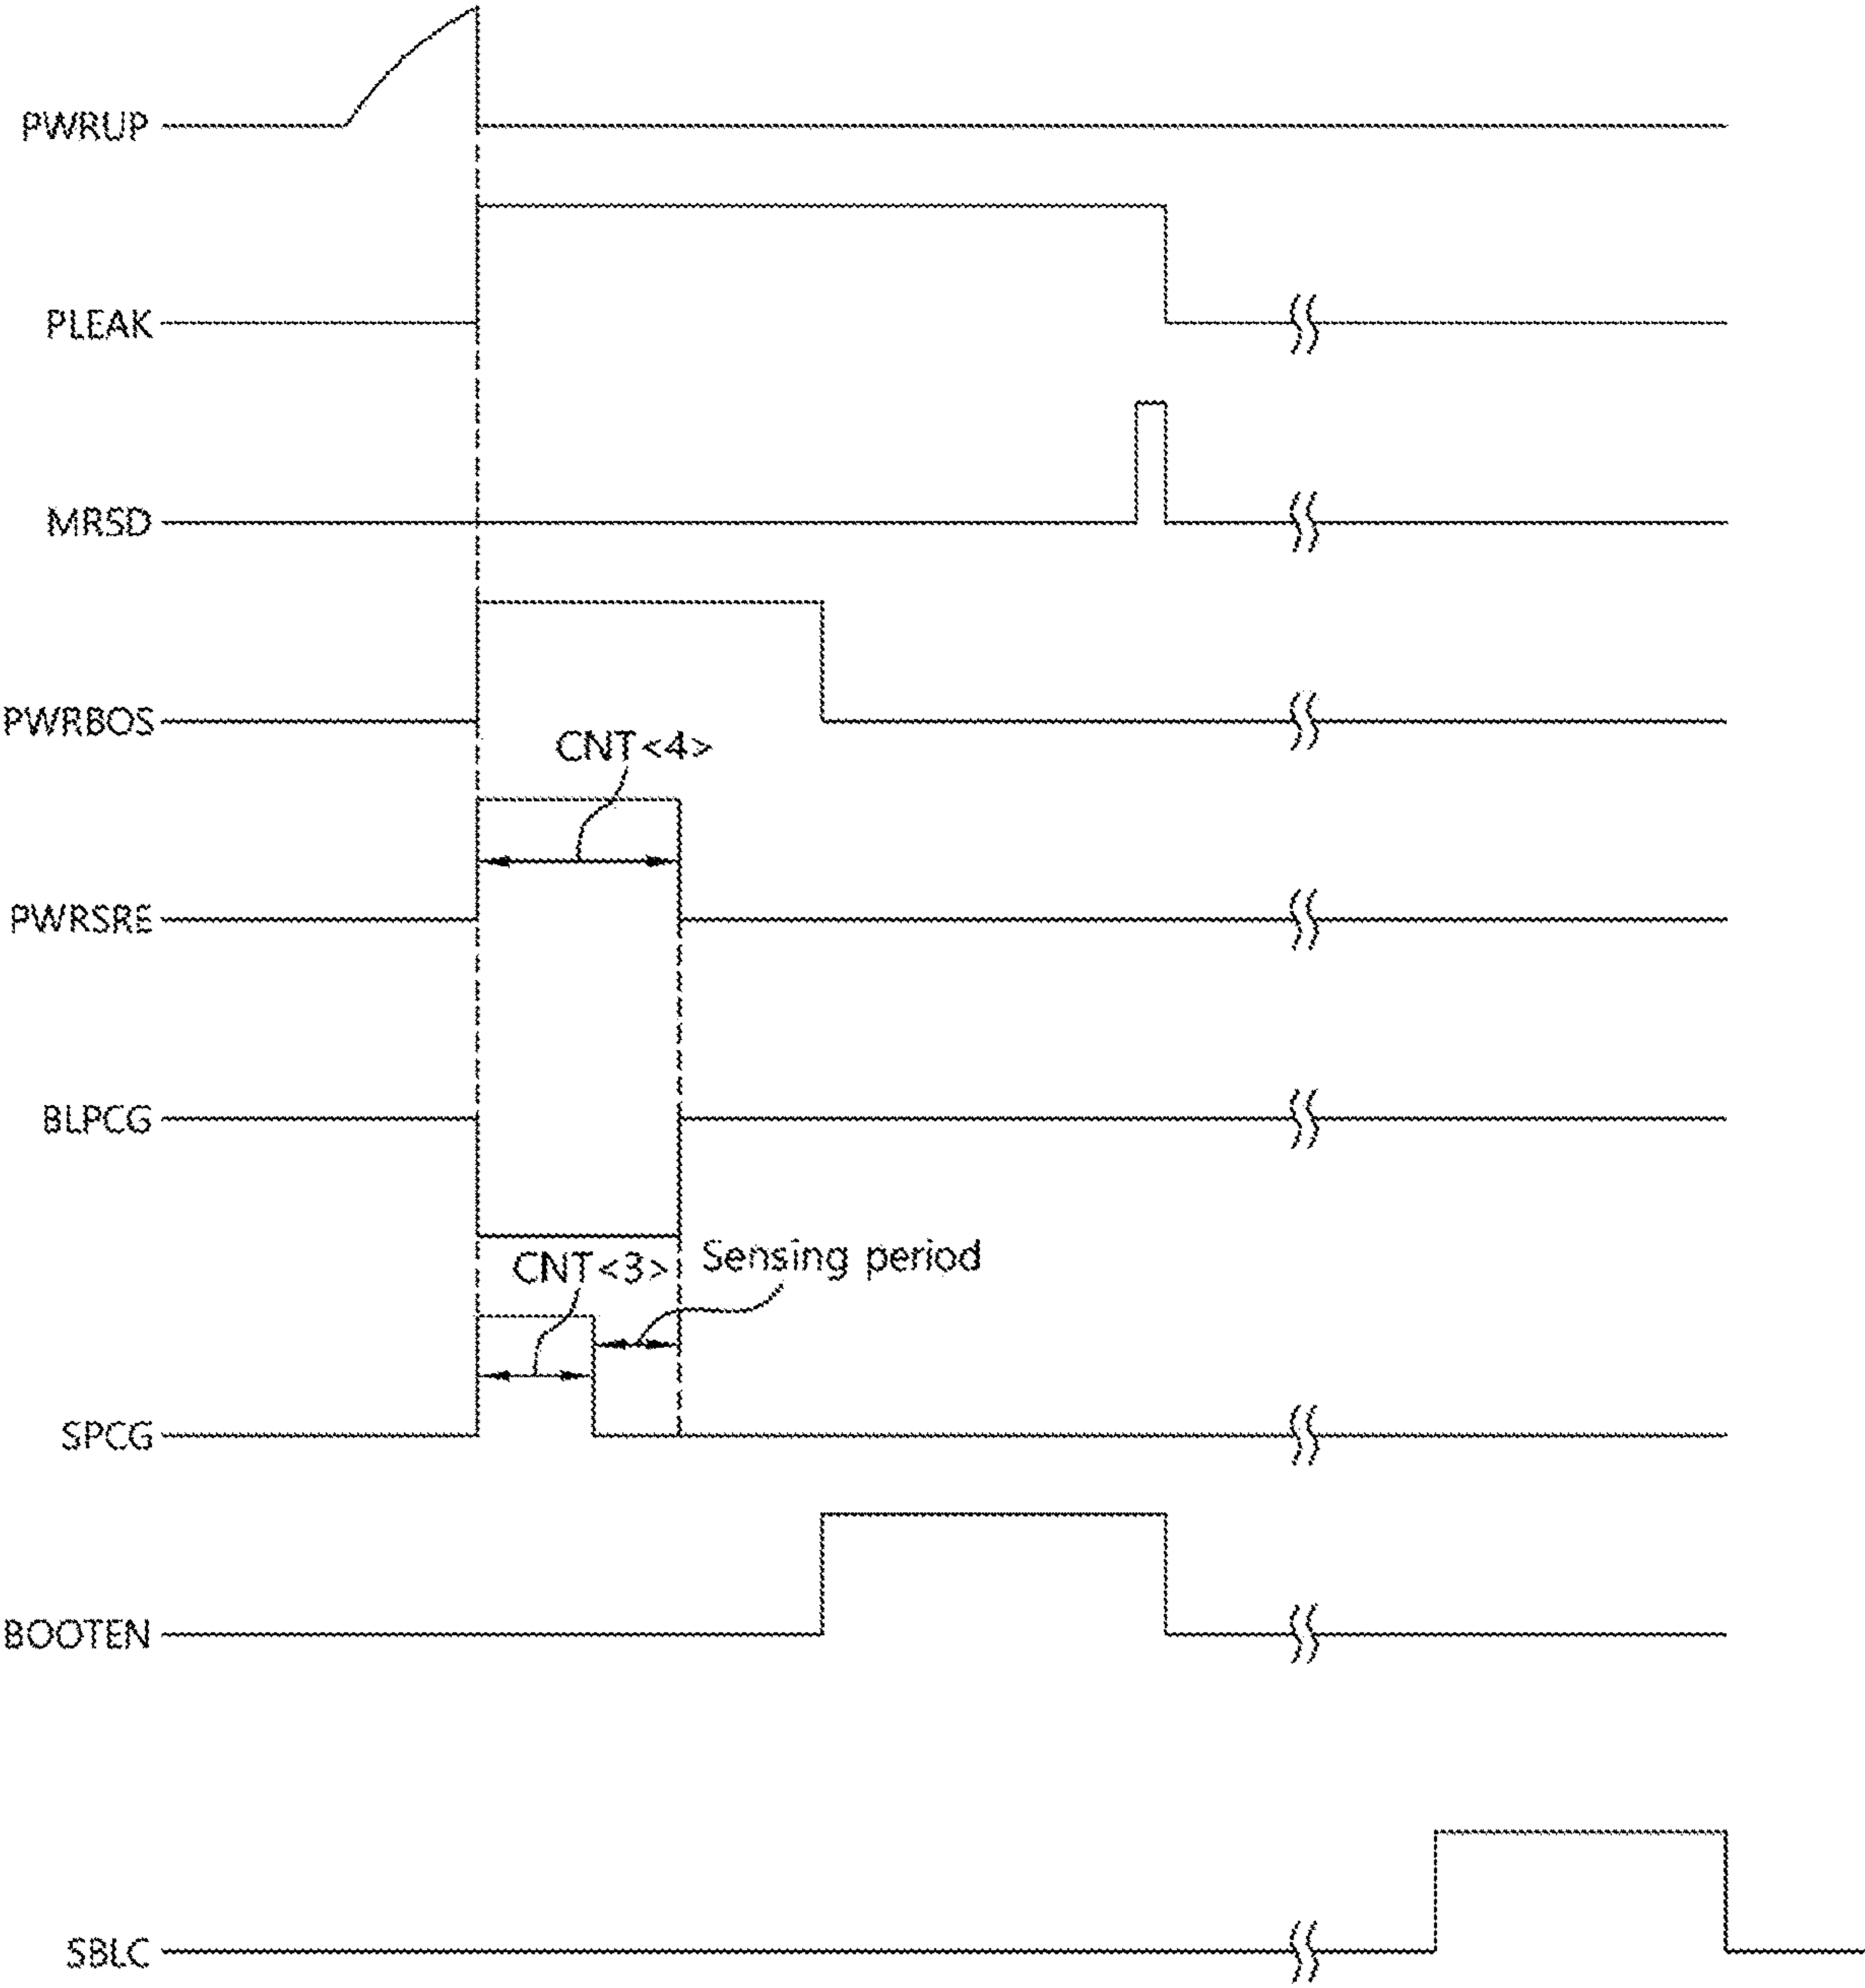 PWRUP
PLEAK
MRSD
PWRBOS
CNT<4>
PWRSRE
BLPCG
CNT<3>
Sensing period
SPCG
BOOTEN
SBLC